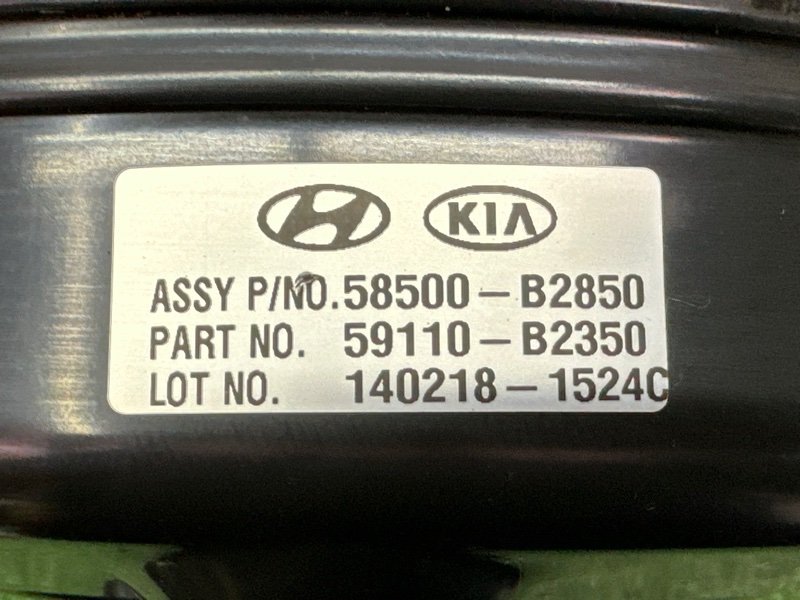 KIA
ASSY P/NO. 58500-B2850
PART NO. 59110-B2350
LOT NO. 140218-1524C